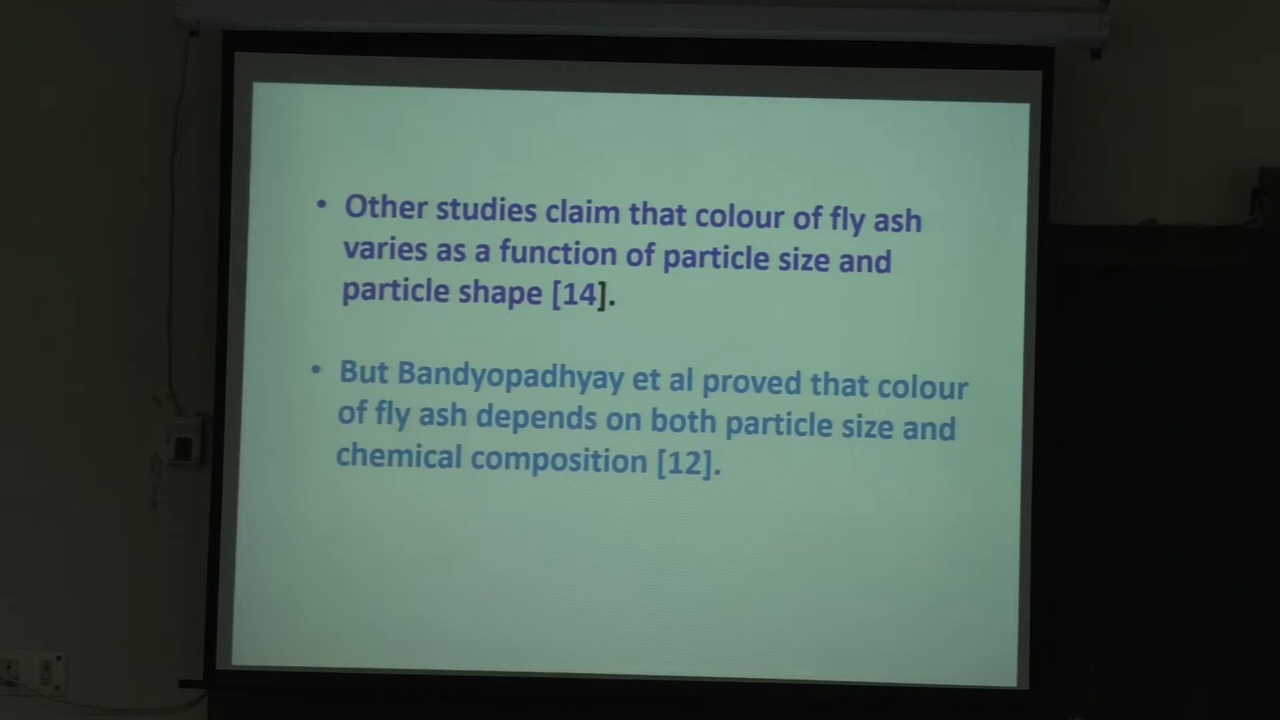 • Other studies claim that colour of fly ash
varies as a function of particle size and
particle shape [14].
• But Bandyopadhyay et al proved that colour
of fly ash depends on both particle size and
chemical composition [12].